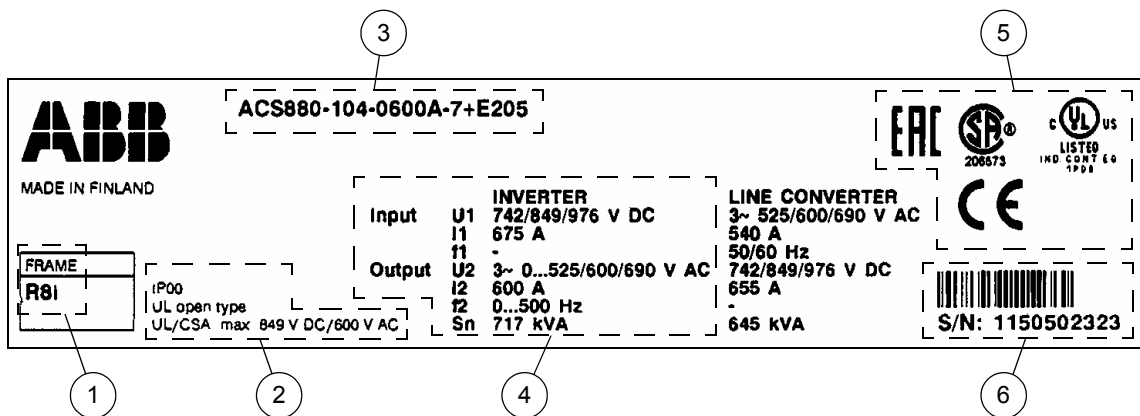 3
5
ABB
ACS880-104-0600A-7+E205
EAC SA® C UL US
206573 LISTED
IND. CONT EQ
1PD8
CE
MADE IN FINLAND
INVERTER LINE CONVERTER
Input U1 742/849/976 V DC 3~ 525/600/690 V AC
I1 675 A 540 A
f1 - 50/60 Hz
Output U2 3~ 0...525/600/690 V AC 742/849/976 V DC
I2 600 A 655 A
f2 0...500 Hz -
Sn 717 kVA 645 kVA
FRAME
R8i
IP00
UL open type
UL/CSA max 849 V DC/600 V AC
S/N: 1150502323
1
2
4
6